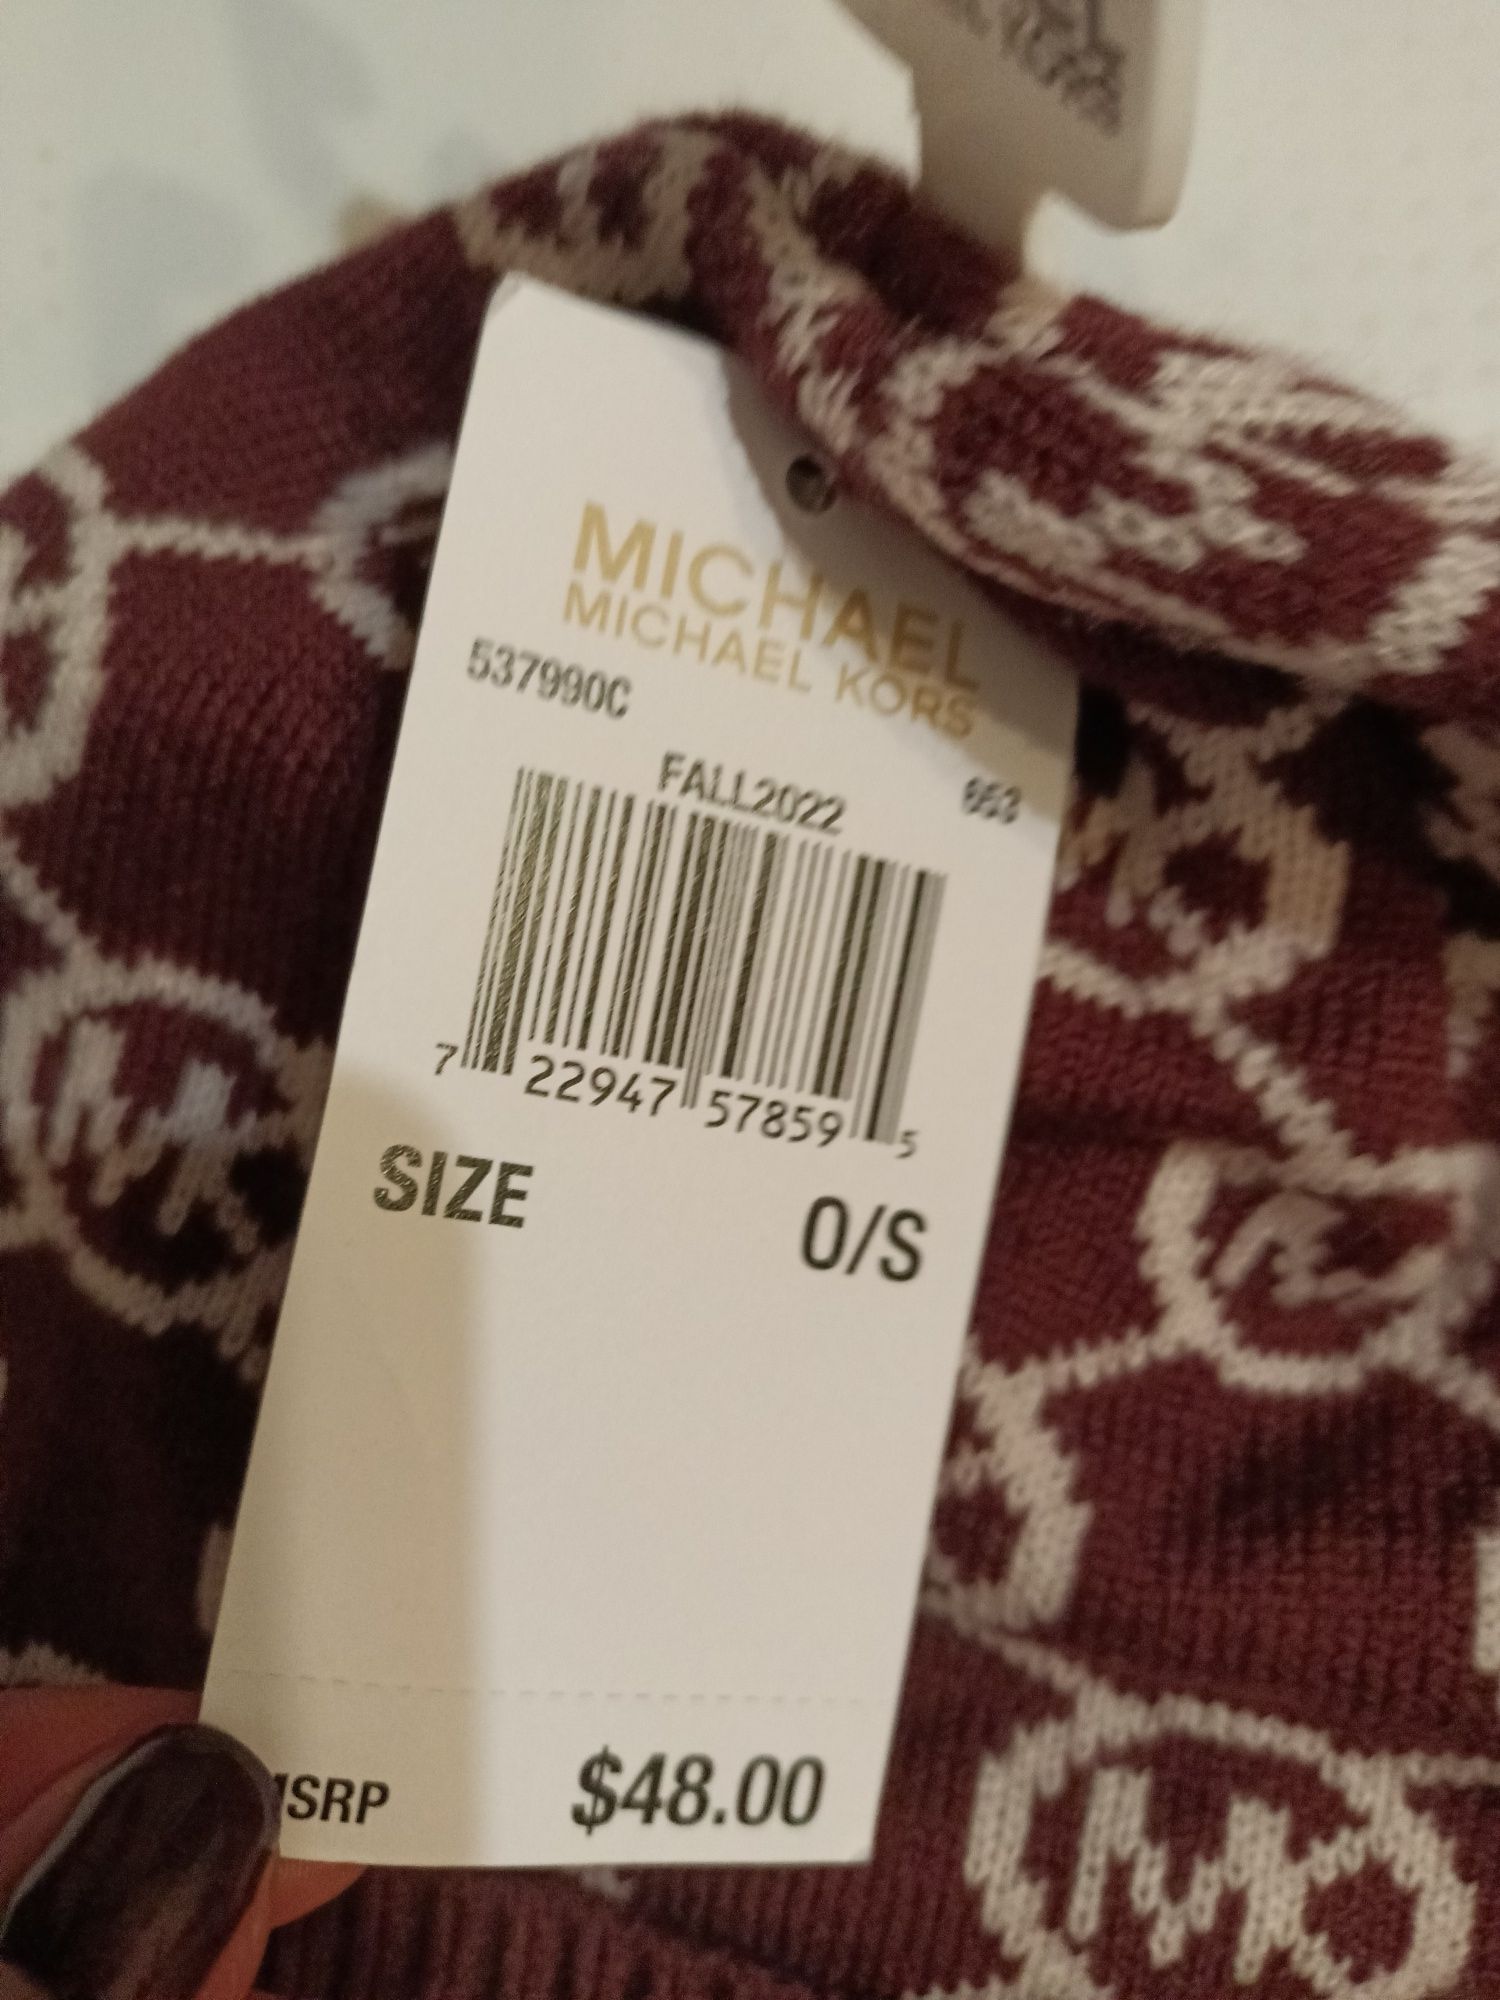 MICHAEL
MICHAEL KORS
537990C
FALL2022
653
7 22947 57859 5
SIZE O/S
MSRP $48.00